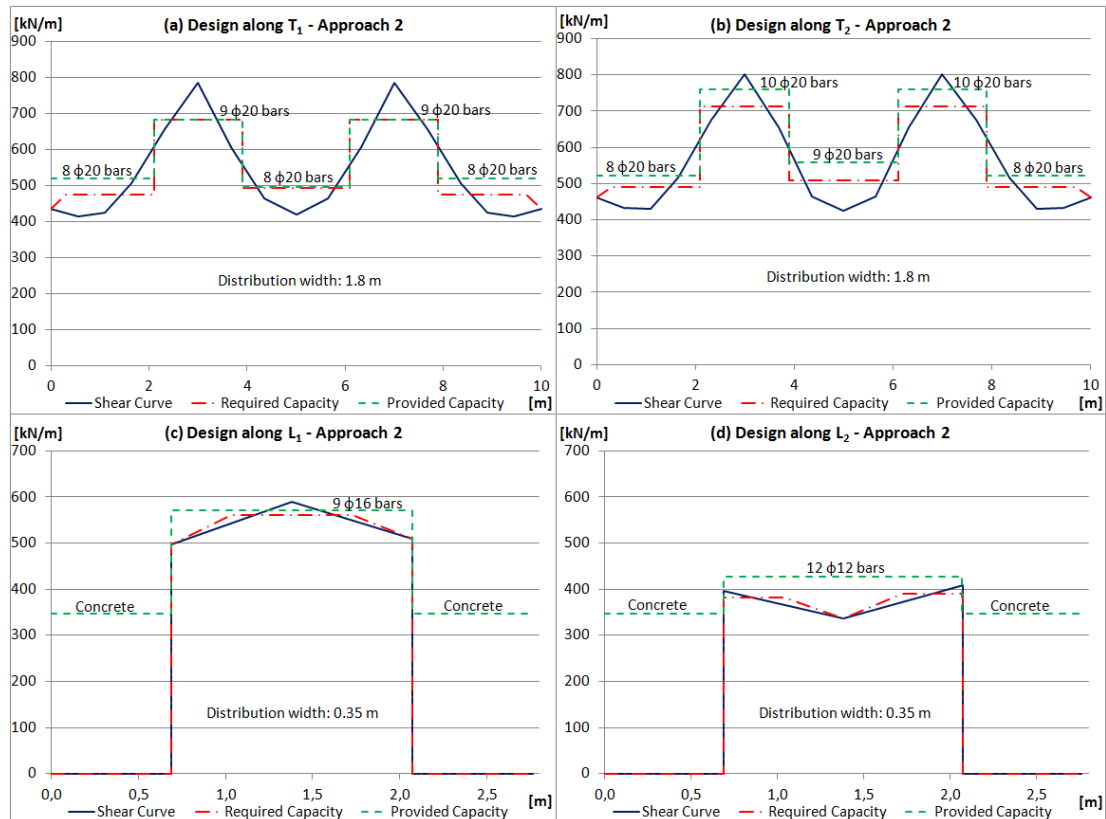 [kN/m] (a) Design along T₁ - Approach 2
900
800
700
600
500
400
300
200
100
0
9 ϕ20 bars 9 ϕ20 bars
8 ϕ20 bars 8 ϕ20 bars 8 ϕ20 bars
Distribution width: 1.8 m
0 2 4 6 8 10
Shear Curve Required Capacity Provided Capacity [m]
[kN/m] (b) Design along T₂ - Approach 2
900
800
700
600
500
400
300
200
100
0
10 ϕ20 bars 10 ϕ20 bars
8 ϕ20 bars 9 ϕ20 bars 8 ϕ20 bars
Distribution width: 1.8 m
0 2 4 6 8 10
Shear Curve Required Capacity Provided Capacity [m]
[kN/m] (c) Design along L₁ - Approach 2
700
600
500
400
300
200
100
0
9 ϕ16 bars
Concrete Concrete
Distribution width: 0.35 m
0,0 0,5 1,0 1,5 2,0 2,5
Shear Curve Required Capacity Provided Capacity [m]
[kN/m] (d) Design along L₂ - Approach 2
700
600
500
400
300
200
100
0
12 ϕ12 bars
Concrete Concrete
Distribution width: 0.35 m
0,0 0,5 1,0 1,5 2,0 2,5
Shear Curve Required Capacity Provided Capacity [m]